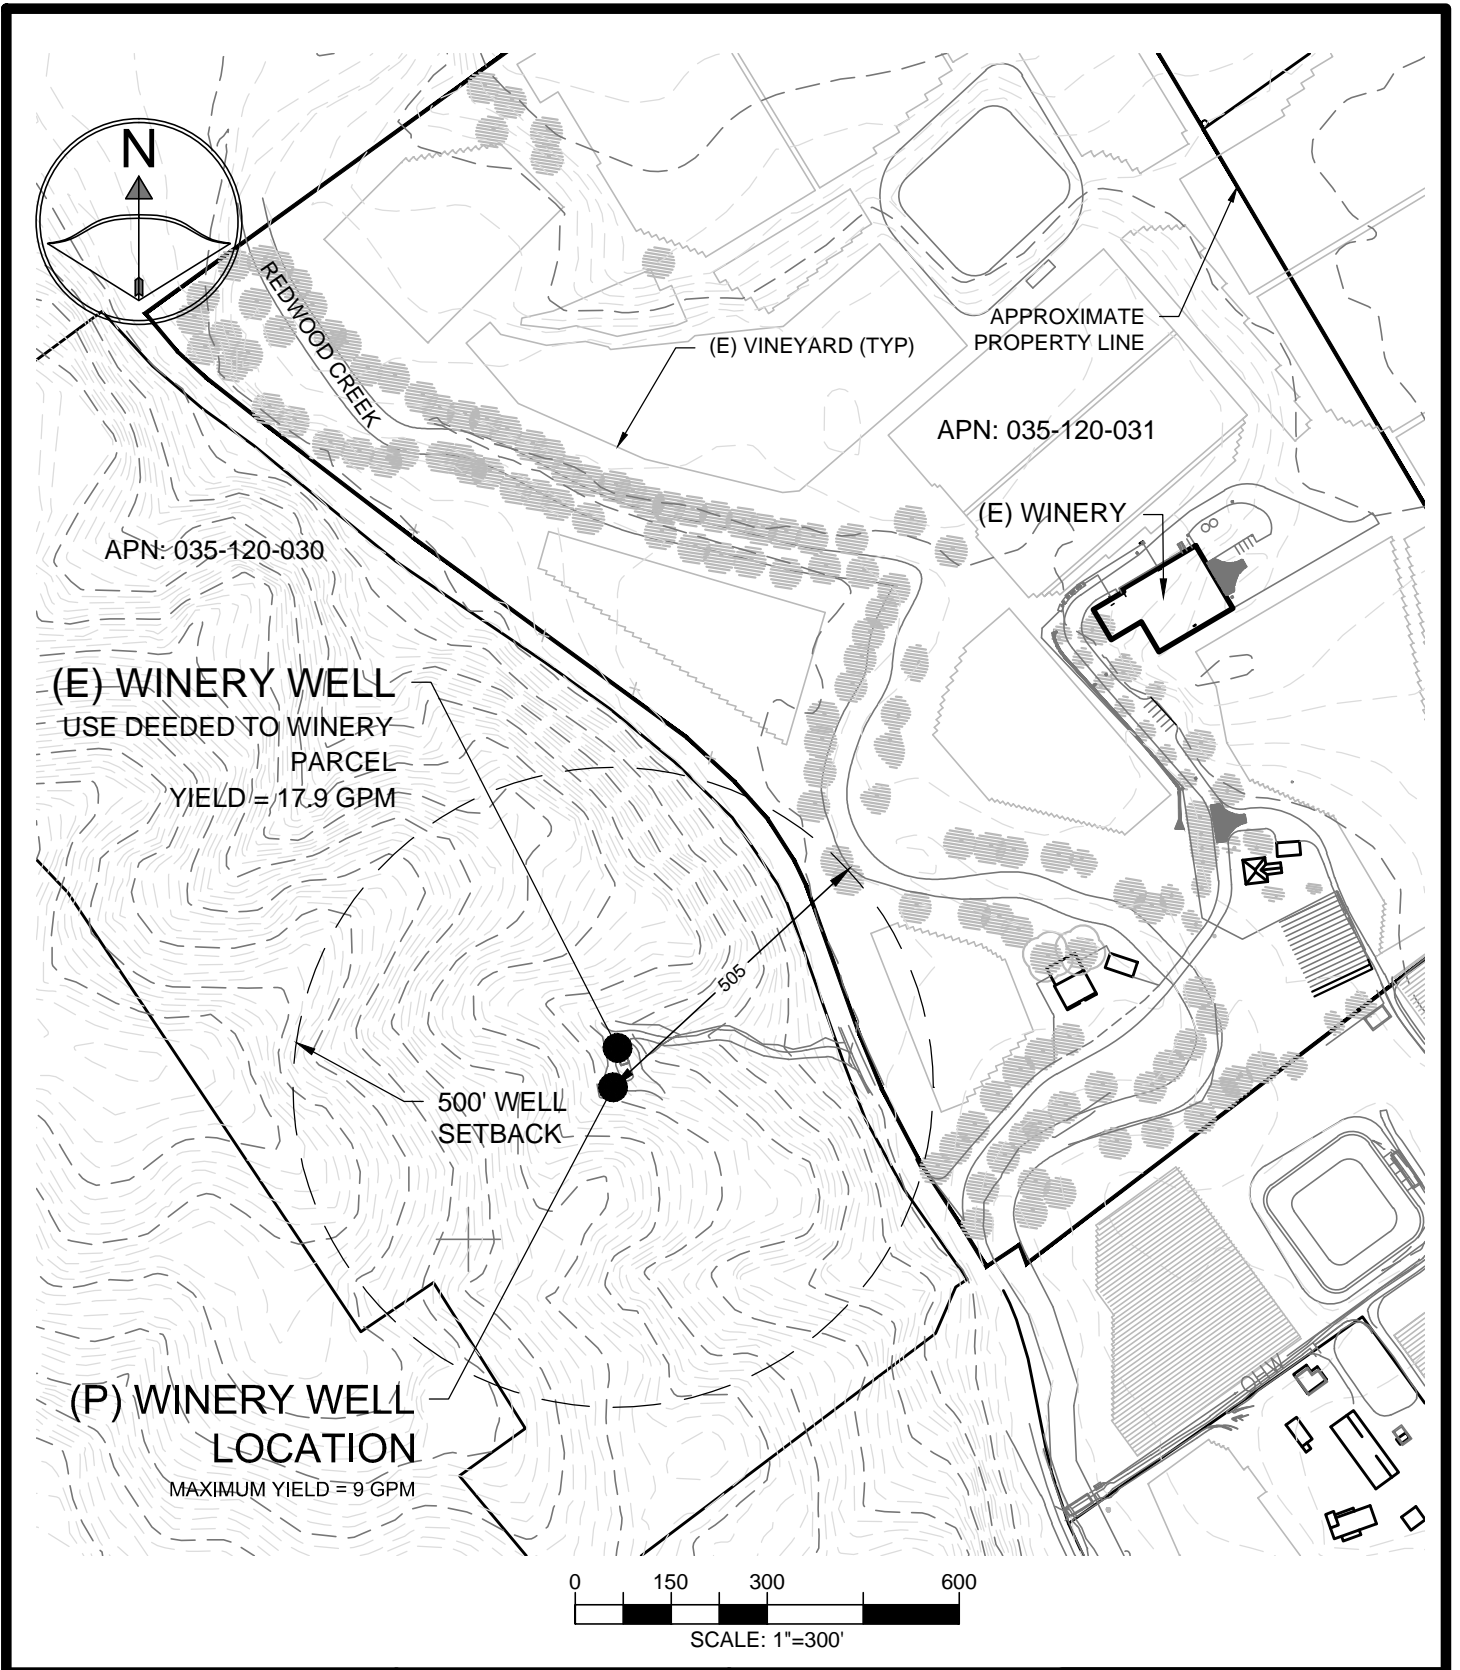 N
REDWOOD CREEK
(E) VINEYARD (TYP)
APPROXIMATE
PROPERTY LINE
APN: 035-120-031
(E) WINERY
APN: 035-120-030
(E) WINERY WELL
USE DEEDED TO WINERY
PARCEL
YIELD = 17.9 GPM
505
500' WELL
SETBACK
(P) WINERY WELL
LOCATION
MAXIMUM YIELD = 9 GPM
OHW
0 150 300 600
SCALE: 1"=300'